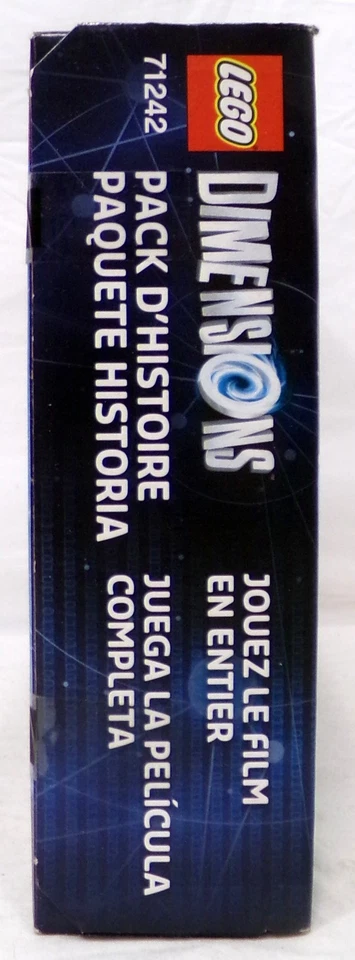 LEGO
DIMENSIONS
71242
PACK D'HISTOIRE
PAQUETE HISTORIA
JOUEZ LE FILM
EN ENTIER
JUEGA LA PELÍCULA
COMPLETA